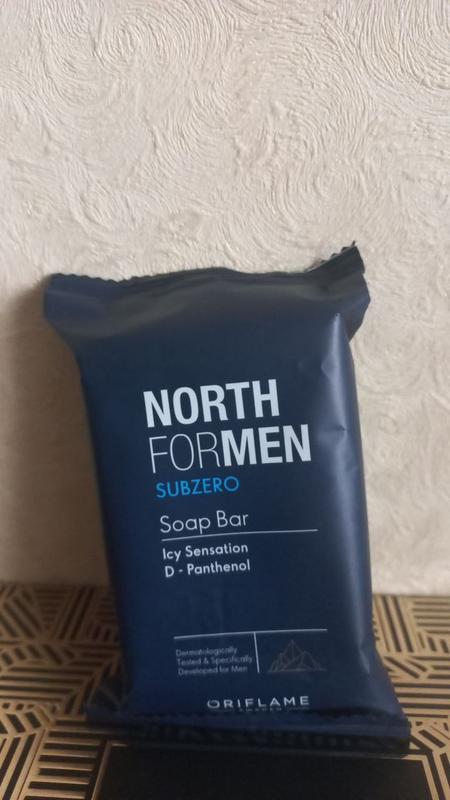 NORTH
FORMEN
SUBZERO
Soap Bar
Icy Sensation
D - Panthenol
Dermatologically
Tested & Specifically
Developed for Men
ORIFLAME